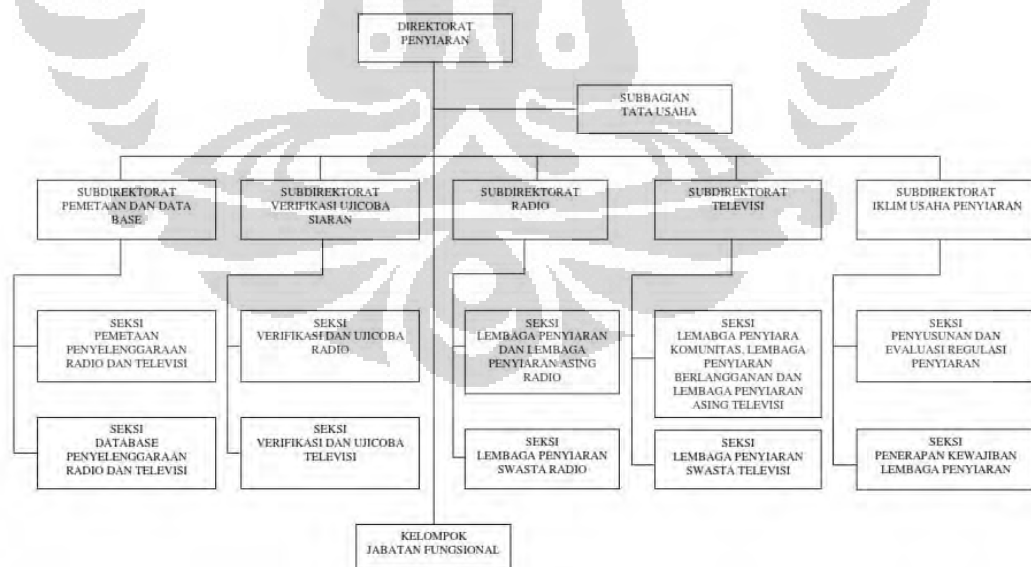 DIREKTORAT
PENYIARAN
SUBBAGIAN
TATA USAHA
SUBDIREKTORAT
PEMETAAN DAN DATA
BASE
SUBDIREKTORAT
VERIFIKASI UJICOBA
SIARAN
SUBDIREKTORAT
RADIO
SUBDIREKTORAT
TELEVISI
SUBDIREKTORAT
IKLIM USAHA PENYIARAN
SEKSI
PEMETAAN
PENYELENGGARAAN
RADIO DAN TELEVISI
SEKSI
VERIFIKASI DAN UJICOBA
RADIO
SEKSI
LEMBAGA PENYIARAN
DAN LEMBAGA
PENYIARAN ASING
RADIO
SEKSI
LEMABGA PENYIARA
KOMUNITAS, LEMBAGA
PENYIARAN
BERLANGGANAN DAN
LEMBAGA PENYIARAN
ASING TELEVISI
SEKSI
PENYUSUNAN DAN
EVALUASI REGULASI
PENYIARAN
SEKSI
DATABASE
PENYELENGGARAAN
RADIO DAN TELEVISI
SEKSI
VERIFIKASI DAN UJICOBA
TELEVISI
SEKSI
LEMBAGA PENYIARAN
SWASTA RADIO
SEKSI
LEMBAGA PENYIARAN
SWASTA TELEVISI
SEKSI
PENERAPAN KEWAJIBAN
LEMBAGA PENYIARAN
KELOMPOK
JABATAN FUNGSIONAL